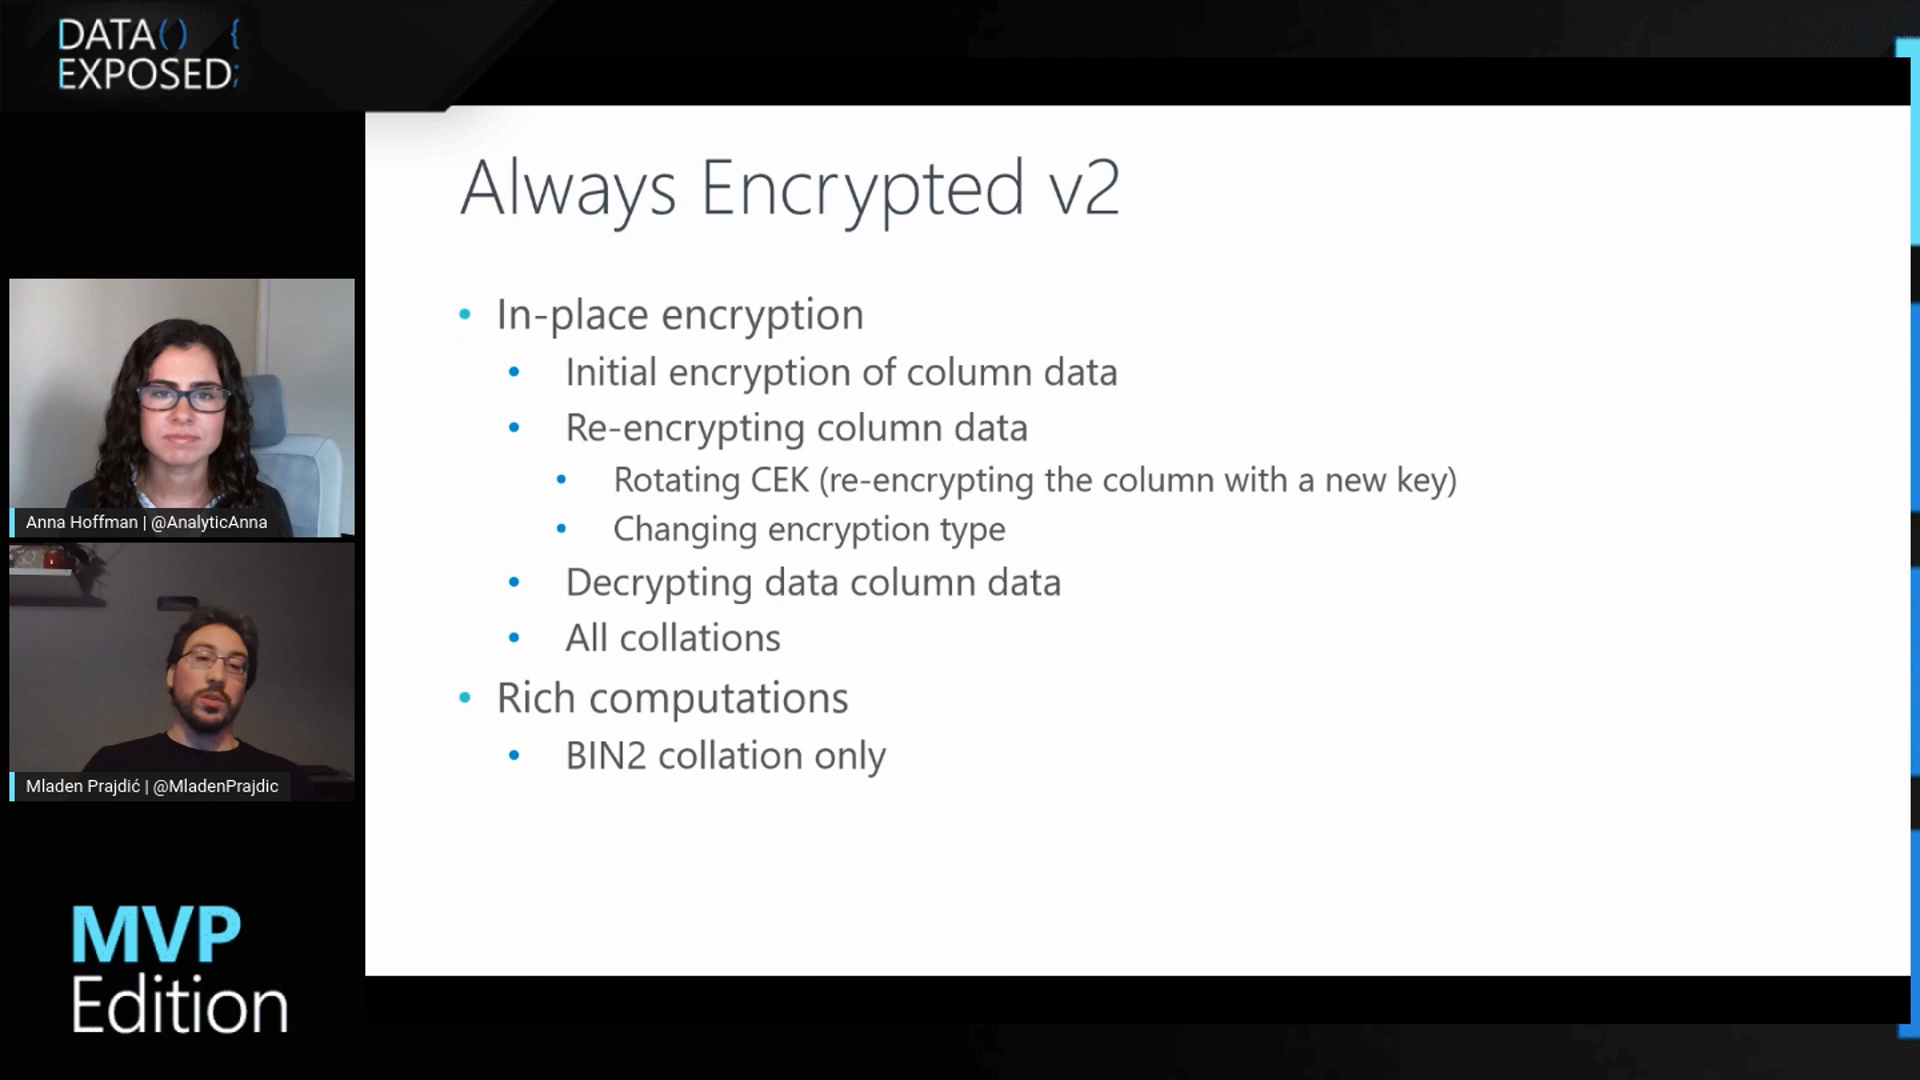 DATA() {
EXPOSED;
Always Encrypted v2
• In-place encryption
• Initial encryption of column data
• Re-encrypting column data
• Rotating CEK (re-encrypting the column with a new key)
• Changing encryption type
• Decrypting data column data
• All collations
• Rich computations
• BIN2 collation only
Anna Hoffman | @AnalyticAnna
Mladen Prajdić | @MladenPrajdic
MVP
Edition